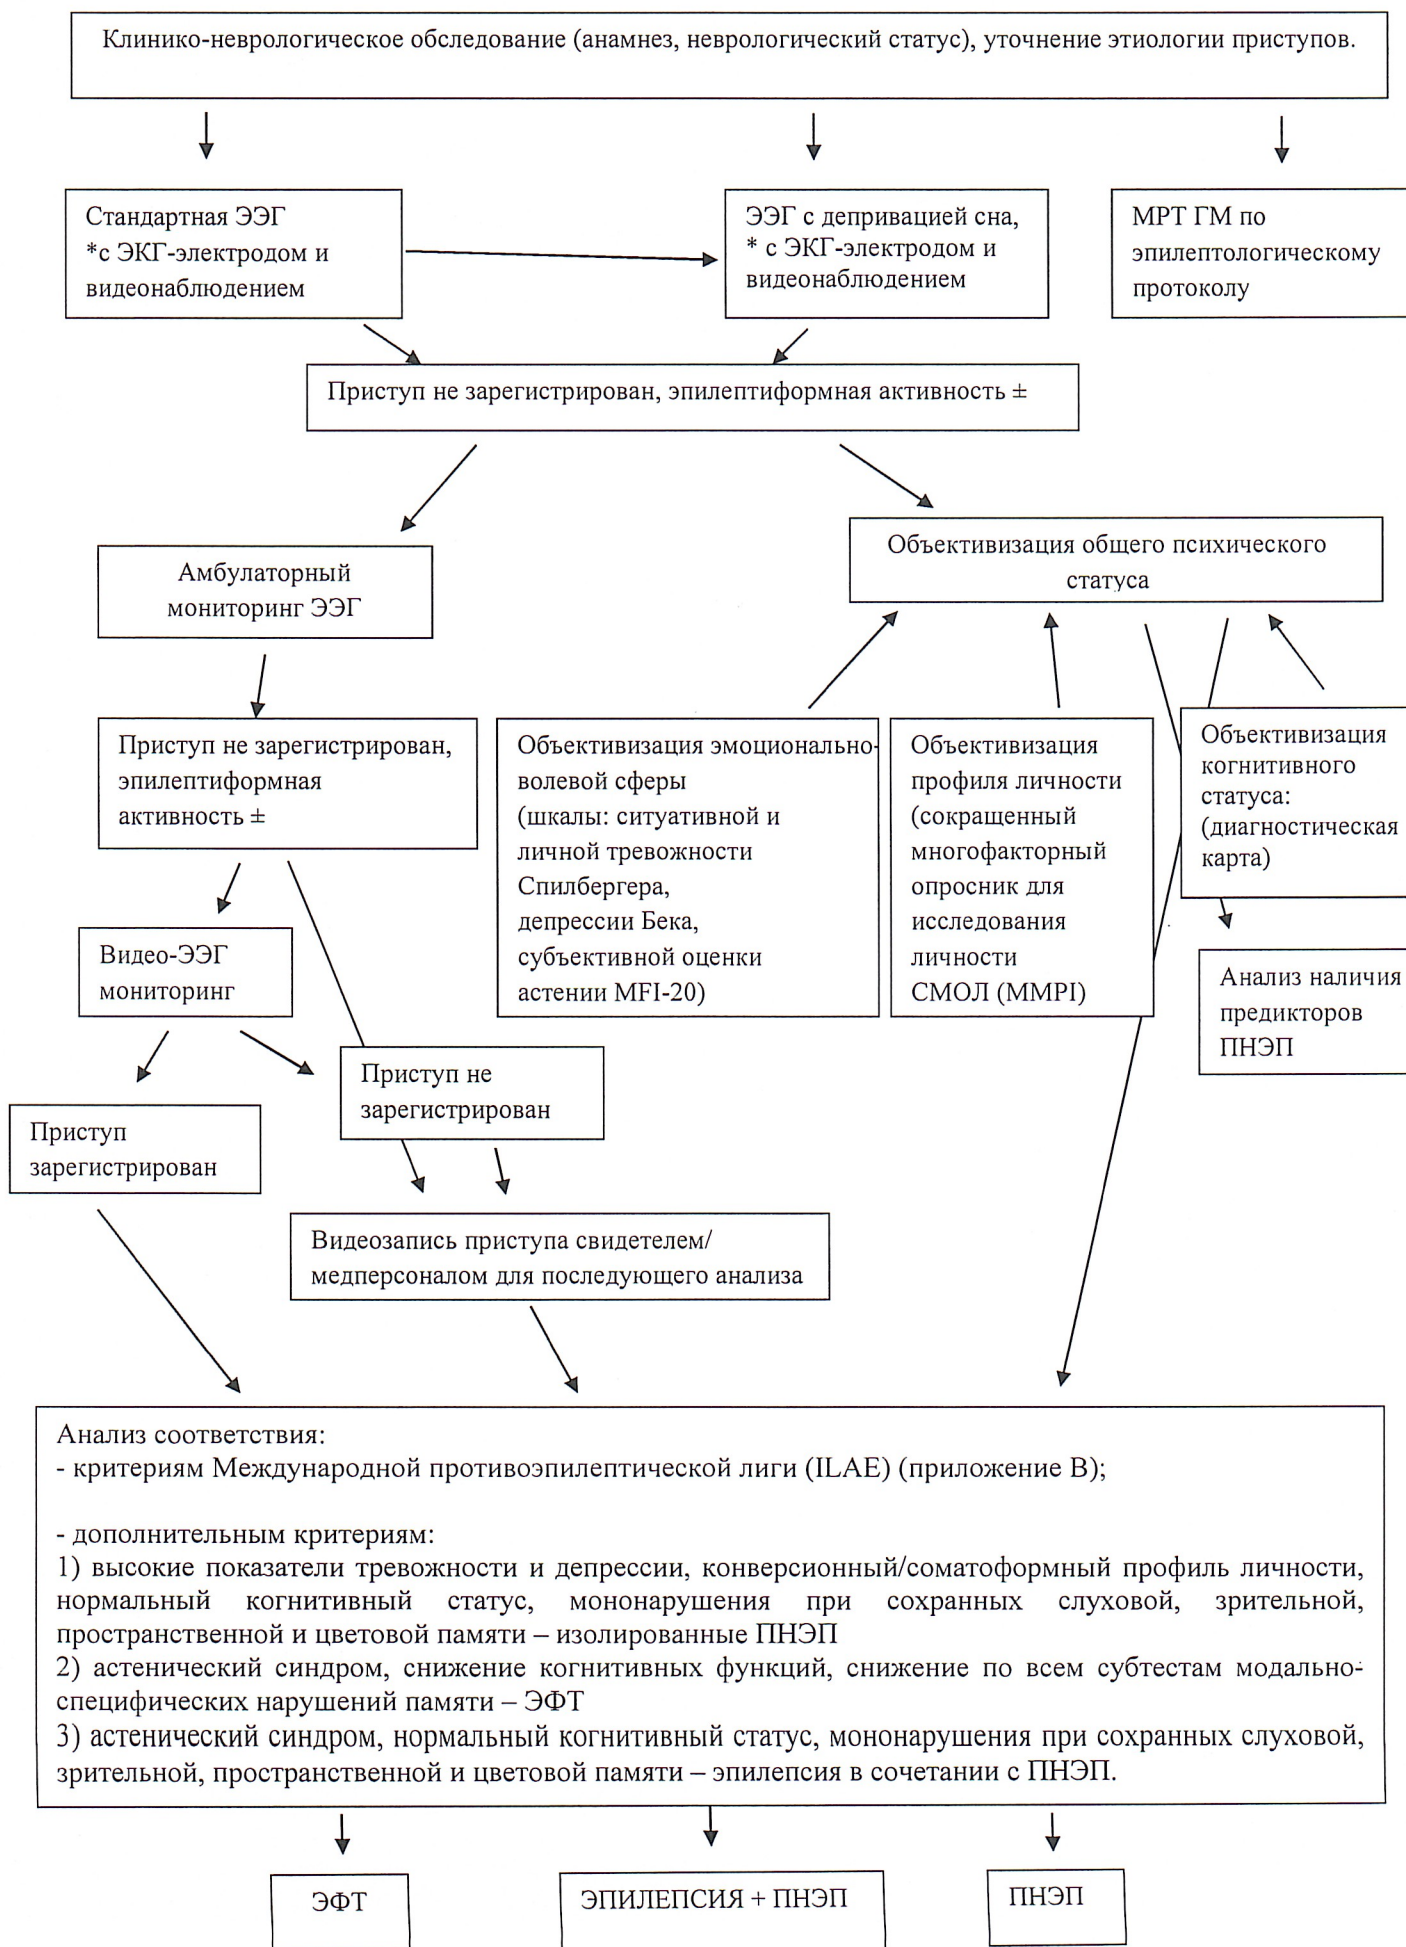 Клинико-неврологическое обследование (анамнез, неврологический статус), уточнение этиологии приступов.
Стандартная ЭЭГ
*с ЭКГ-электродом и
видеонаблюдением
ЭЭГ с депривацией сна,
* с ЭКГ-электродом и
видеонаблюдением
МРТ ГМ по
эпилептологическому
протоколу
Приступ не зарегистрирован, эпилептиформная активность ±
Амбулаторный
мониторинг ЭЭГ
Объективизация общего психического
статуса
Приступ не зарегистрирован,
эпилептиформная
активность ±
Объективизация эмоционально-
волевой сферы
(шкалы: ситуативной и
личной тревожности
Спилбергера,
депрессии Бека,
субъективной оценки
астении MFI-20)
Объективизация
профиля личности
(сокращенный
многофакторный
опросник для
исследования
личности
СМОЛ (MMPI)
Объективизация
когнитивного
статуса:
(диагностическая
карта)
Видео-ЭЭГ
мониторинг
Анализ наличия
предикторов
ПНЭП
Приступ не
зарегистрирован
Приступ
зарегистрирован
Видеозапись приступа свидетелем/
медперсоналом для последующего анализа
Анализ соответствия:
- критериям Международной противоэпилептической лиги (ILAE) (приложение В);
- дополнительным критериям:
1) высокие показатели тревожности и депрессии, конверсионный/соматоформный профиль личности,
нормальный когнитивный статус, мононарушения при сохранных слуховой, зрительной,
пространственной и цветовой памяти – изолированные ПНЭП
2) астенический синдром, снижение когнитивных функций, снижение по всем субтестам модально-
специфических нарушений памяти – ЭФТ
3) астенический синдром, нормальный когнитивный статус, мононарушения при сохранных слуховой,
зрительной, пространственной и цветовой памяти – эпилепсия в сочетании с ПНЭП.
ЭФТ
ЭПИЛЕПСИЯ + ПНЭП
ПНЭП